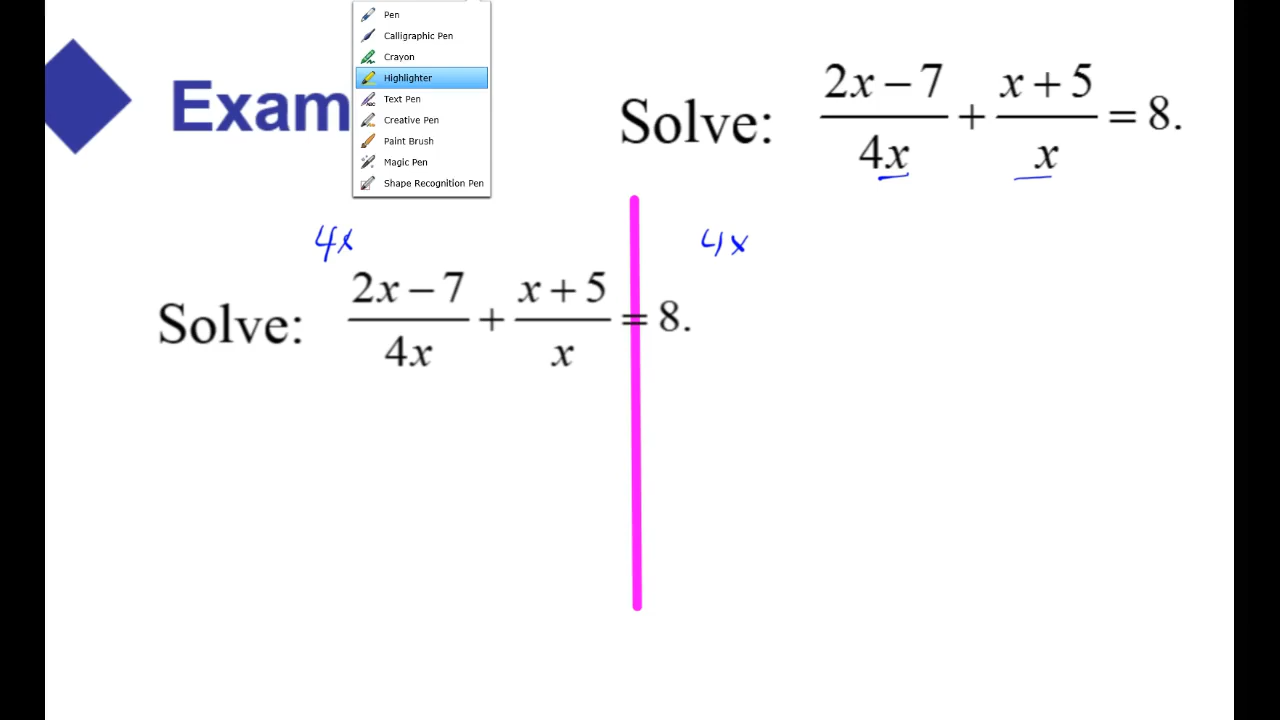 Pen
Calligraphic Pen
Crayon
Highlighter
Text Pen
Creative Pen
Paint Brush
Magic Pen
Shape Recognition Pen
Exam
Solve: (2x − 7)/(4x) + (x + 5)/x = 8.
4x 4x
Solve: (2x − 7)/(4x) + (x + 5)/x = 8.